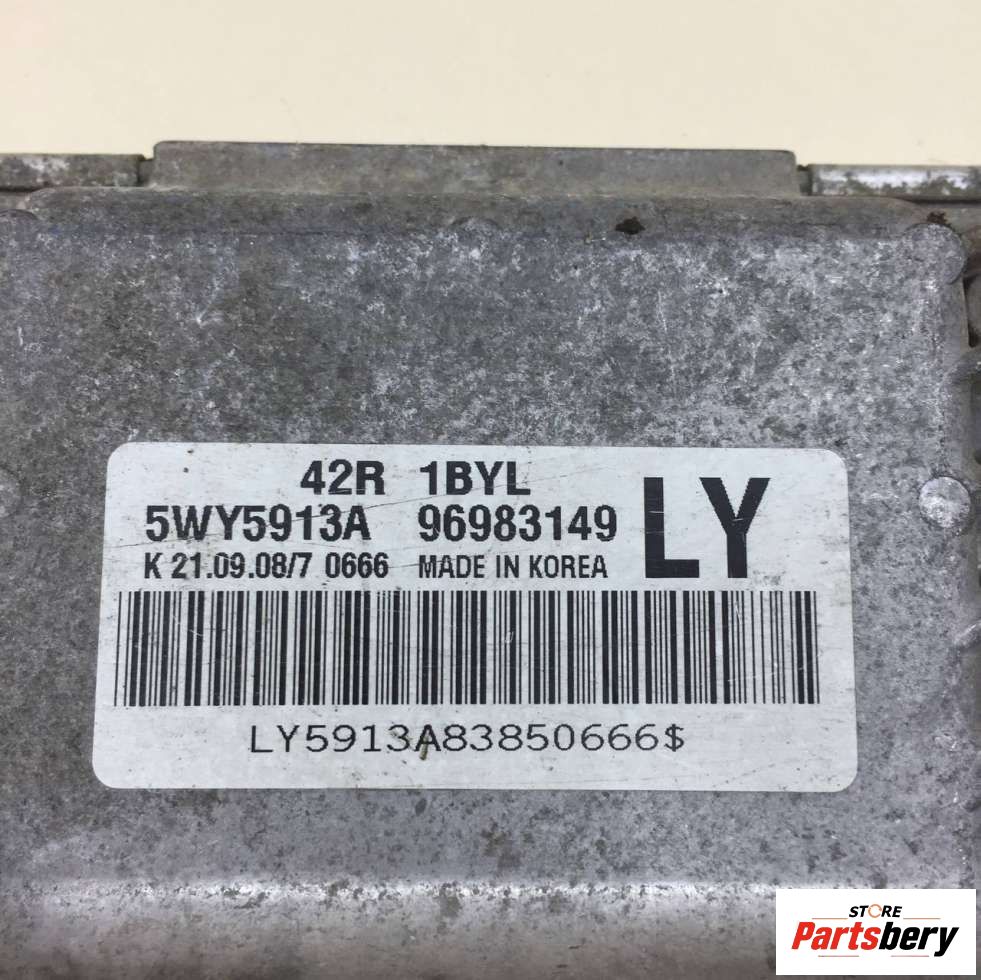 42R 1BYL
5WY5913A 96983149 LY
K 21.09.08/7 0666 MADE IN KOREA
LY5913A83850666$
STORE
Partsbery